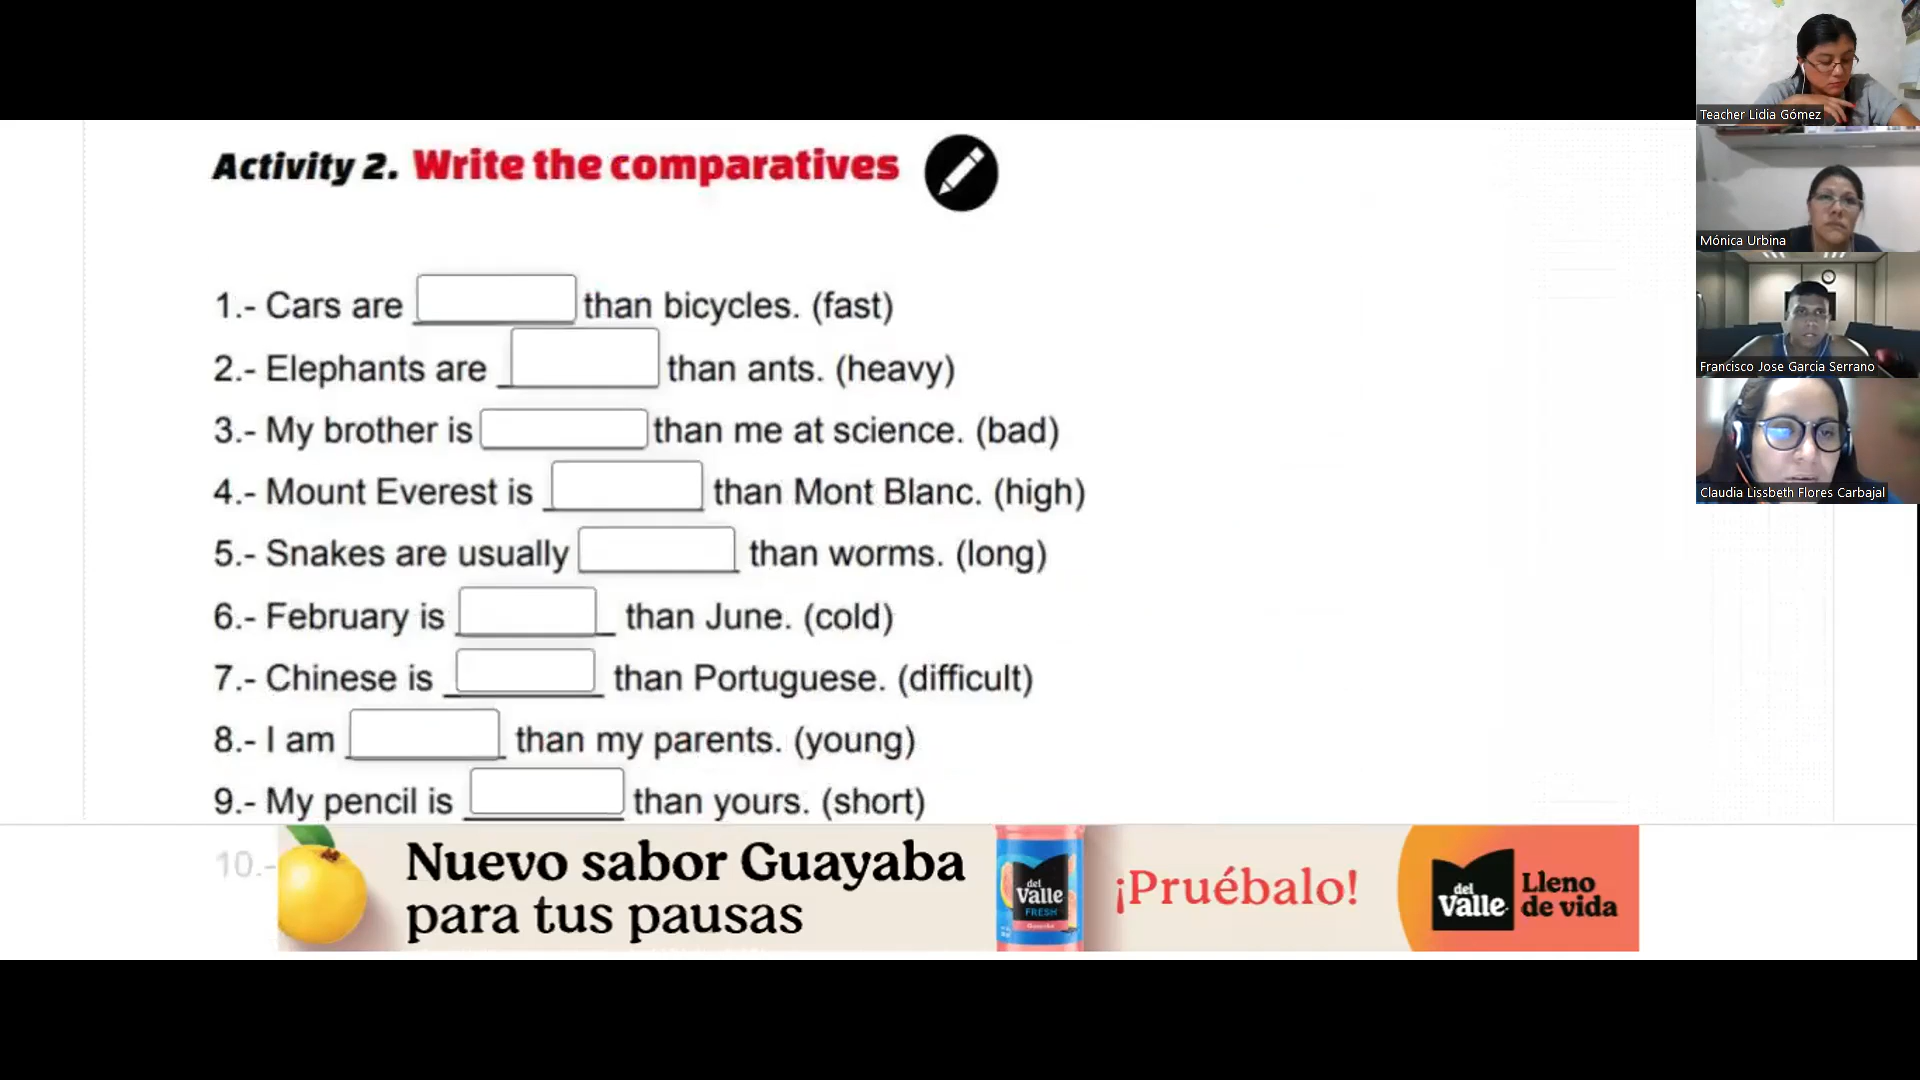 Activity 2. Write the comparatives
1.- Cars are than bicycles. (fast)
2.- Elephants are than ants. (heavy)
3.- My brother is than me at science. (bad)
4.- Mount Everest is than Mont Blanc. (high)
5.- Snakes are usually than worms. (long)
6.- February is than June. (cold)
7.- Chinese is than Portuguese. (difficult)
8.- I am than my parents. (young)
9.- My pencil is than yours. (short)
10.-
Nuevo sabor Guayaba
para tus pausas
del
Valle
FRESH
Guayaba
¡Pruébalo!
del
Valle
Lleno
de vida
Teacher Lidia Gómez
Mónica Urbina
Francisco Jose Garcia Serrano
Claudia Lissbeth Flores Carbajal